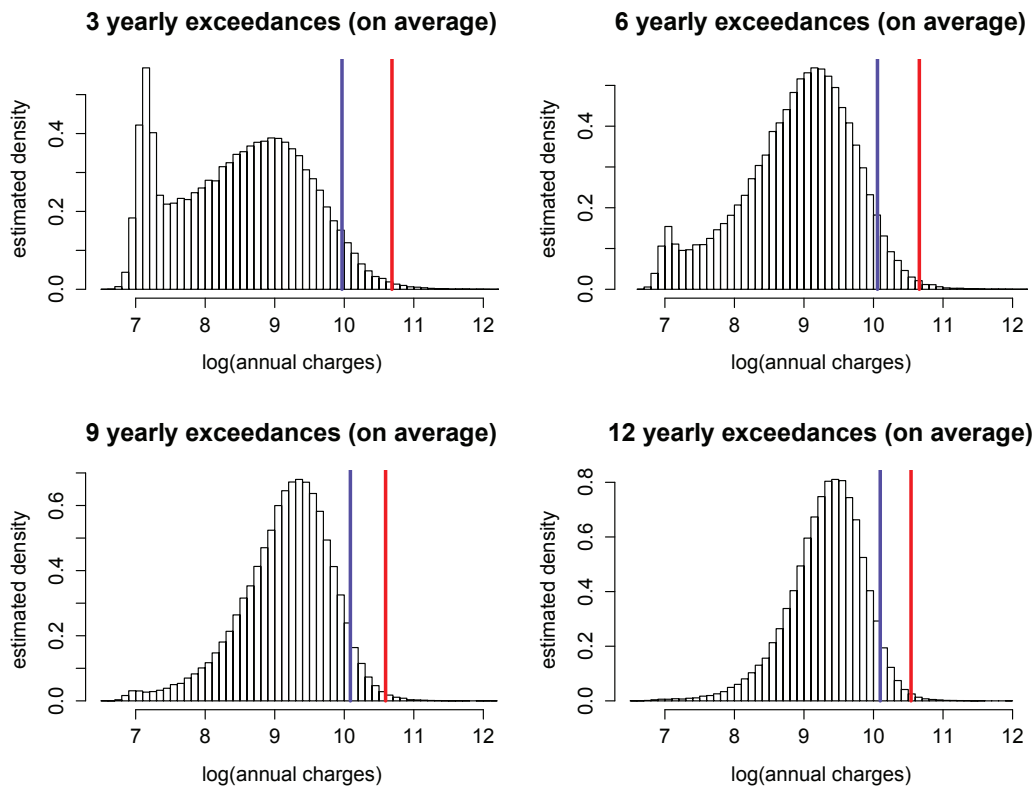 3 yearly exceedances (on average)
estimated density
0.0 0.2 0.4
7 8 9 10 11 12
log(annual charges)
6 yearly exceedances (on average)
estimated density
0.0 0.2 0.4
7 8 9 10 11 12
log(annual charges)
9 yearly exceedances (on average)
estimated density
0.0 0.2 0.4 0.6
7 8 9 10 11 12
log(annual charges)
12 yearly exceedances (on average)
estimated density
0.0 0.2 0.4 0.6 0.8
7 8 9 10 11 12
log(annual charges)